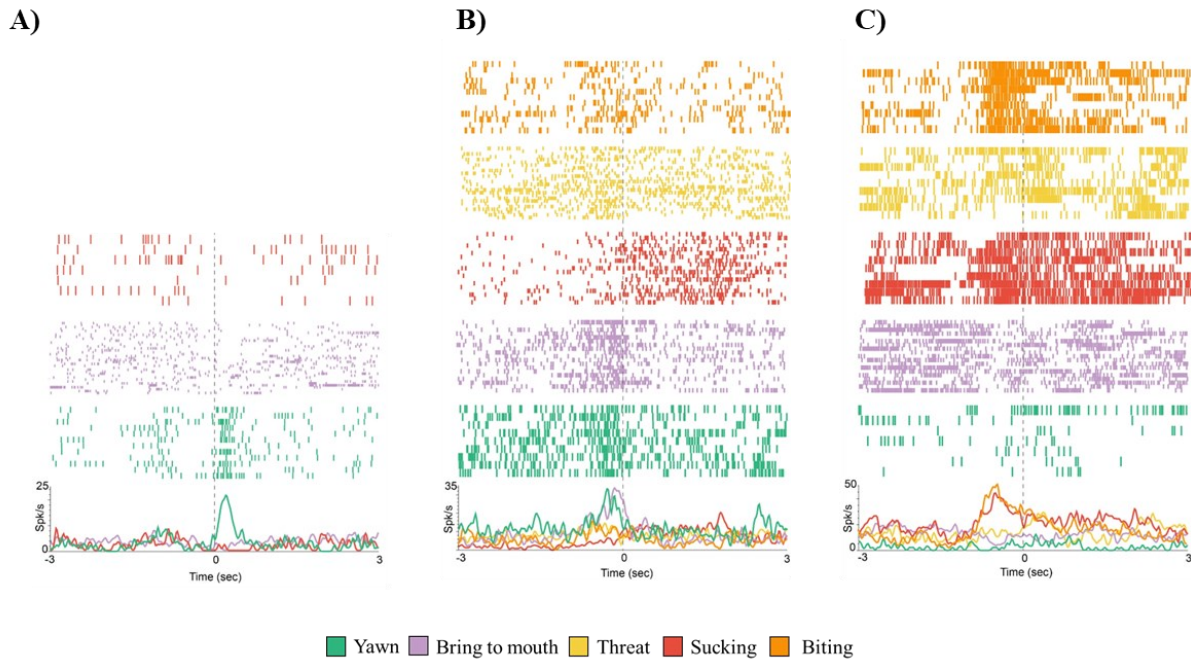 A)
B)
C)
25
Spk/s
0
-3
0
3
Time (sec)
35
Spk/s
0
-3
0
3
Time (sec)
50
Spk/s
0
-3
0
3
Time (sec)
Yawn Bring to mouth Threat Sucking Biting